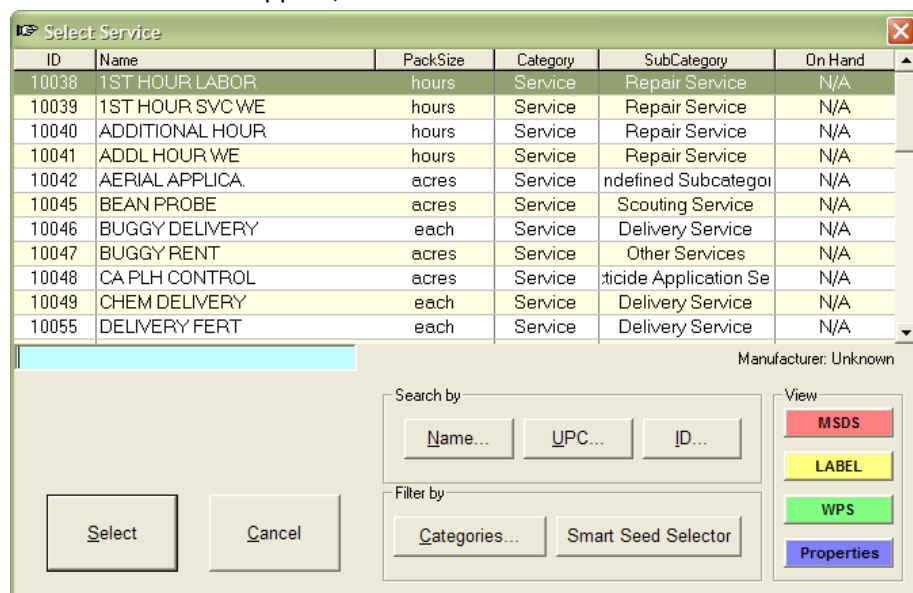 Select Service
ID Name PackSize Category SubCategory On Hand
10038 1ST HOUR LABOR hours Service Repair Service N/A
10039 1ST HOUR SVC WE hours Service Repair Service N/A
10040 ADDITIONAL HOUR hours Service Repair Service N/A
10041 ADDL HOUR WE hours Service Repair Service N/A
10042 AERIAL APPLICA. acres Service ndefined Subcategor N/A
10045 BEAN PROBE acres Service Scouting Service N/A
10046 BUGGY DELIVERY each Service Delivery Service N/A
10047 BUGGY RENT acres Service Other Services N/A
10048 CA PLH CONTROL acres Service ticide Application Se N/A
10049 CHEM DELIVERY each Service Delivery Service N/A
10055 DELIVERY FERT each Service Delivery Service N/A
Manufacturer: Unknown
Search by
Name... UPC... ID...
Filter by
Categories... Smart Seed Selector
Select Cancel
View
MSDS
LABEL
WPS
Properties